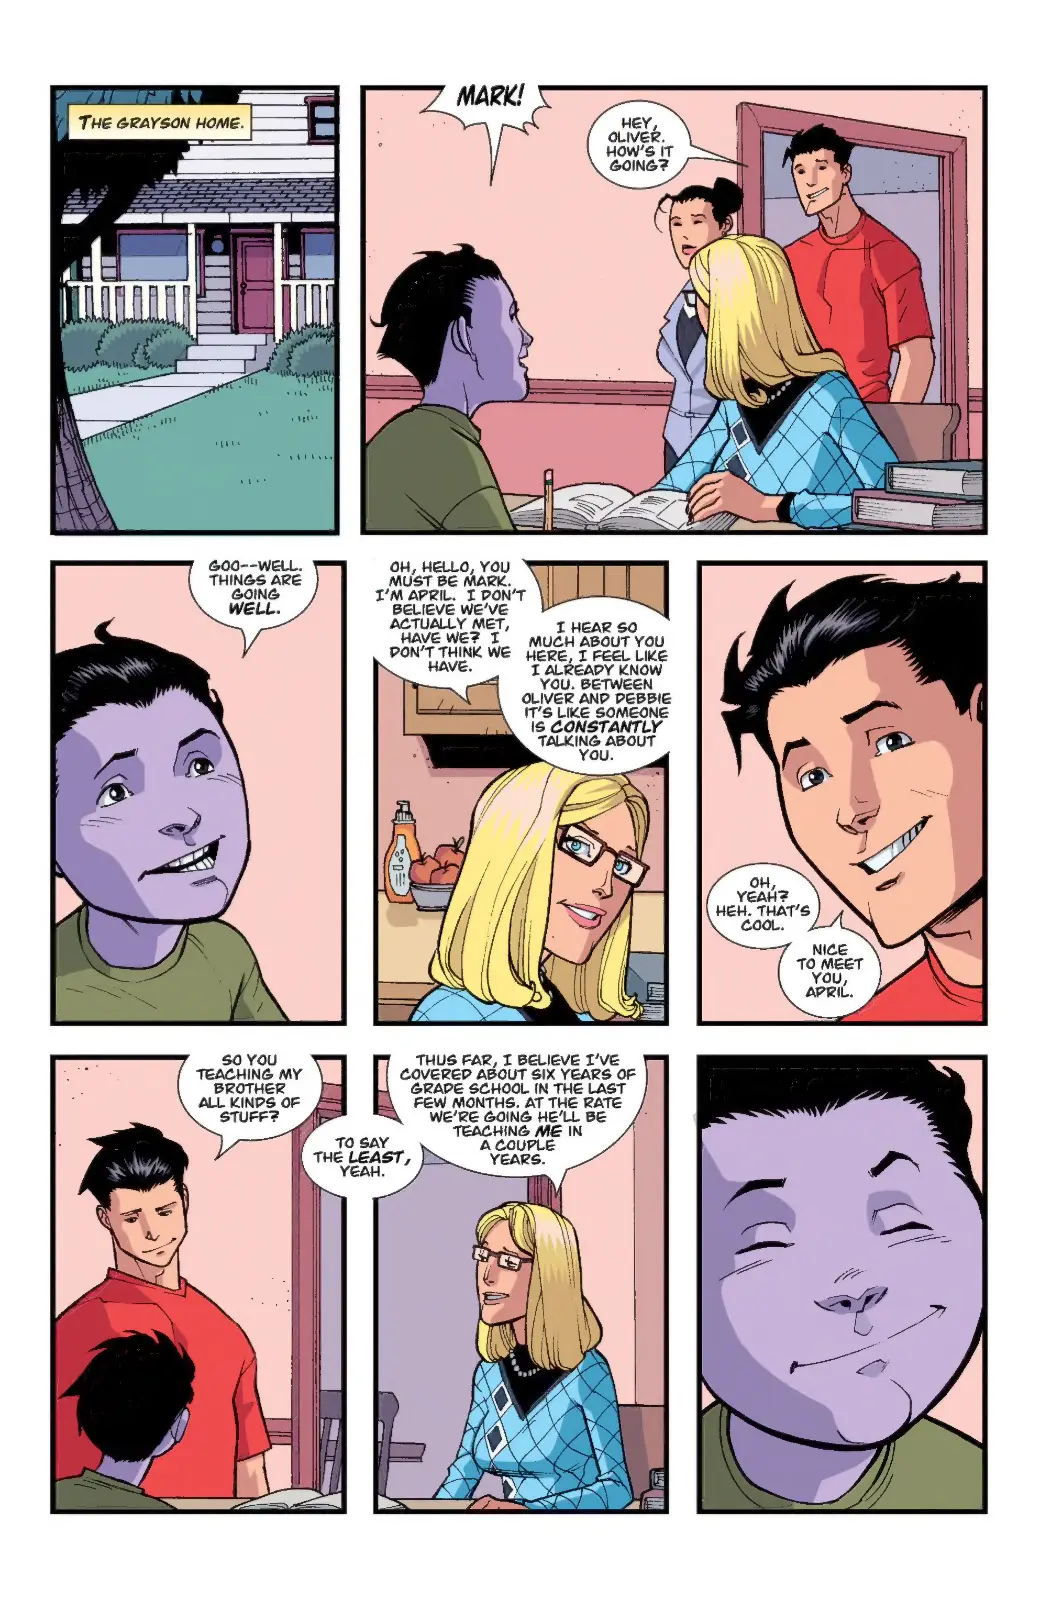 THE GRAYSON HOME.
MARK!
HEY,
OLIVER.
HOW'S IT
GOING?
GOO--WELL.
THINGS ARE
GOING
WELL.
OH, HELLO, YOU
MUST BE MARK.
I'M APRIL. I DON'T
BELIEVE WE'VE
ACTUALLY MET,
HAVE WE? I
DON'T THINK WE
HAVE.
I HEAR SO
MUCH ABOUT YOU
HERE, I FEEL LIKE
I ALREADY KNOW
YOU. BETWEEN
OLIVER AND DEBBIE
IT'S LIKE SOMEONE
IS CONSTANTLY
TALKING ABOUT
YOU.
OH,
YEAH?
HEH. THAT'S
COOL.
NICE
TO MEET
YOU,
APRIL.
SO YOU
TEACHING MY
BROTHER
ALL KINDS OF
STUFF?
TO SAY
THE LEAST,
YEAH.
THUS FAR, I BELIEVE I'VE
COVERED ABOUT SIX YEARS OF
GRADE SCHOOL IN THE LAST
FEW MONTHS. AT THE RATE
WE'RE GOING HE'LL BE
TEACHING ME IN
A COUPLE
YEARS.